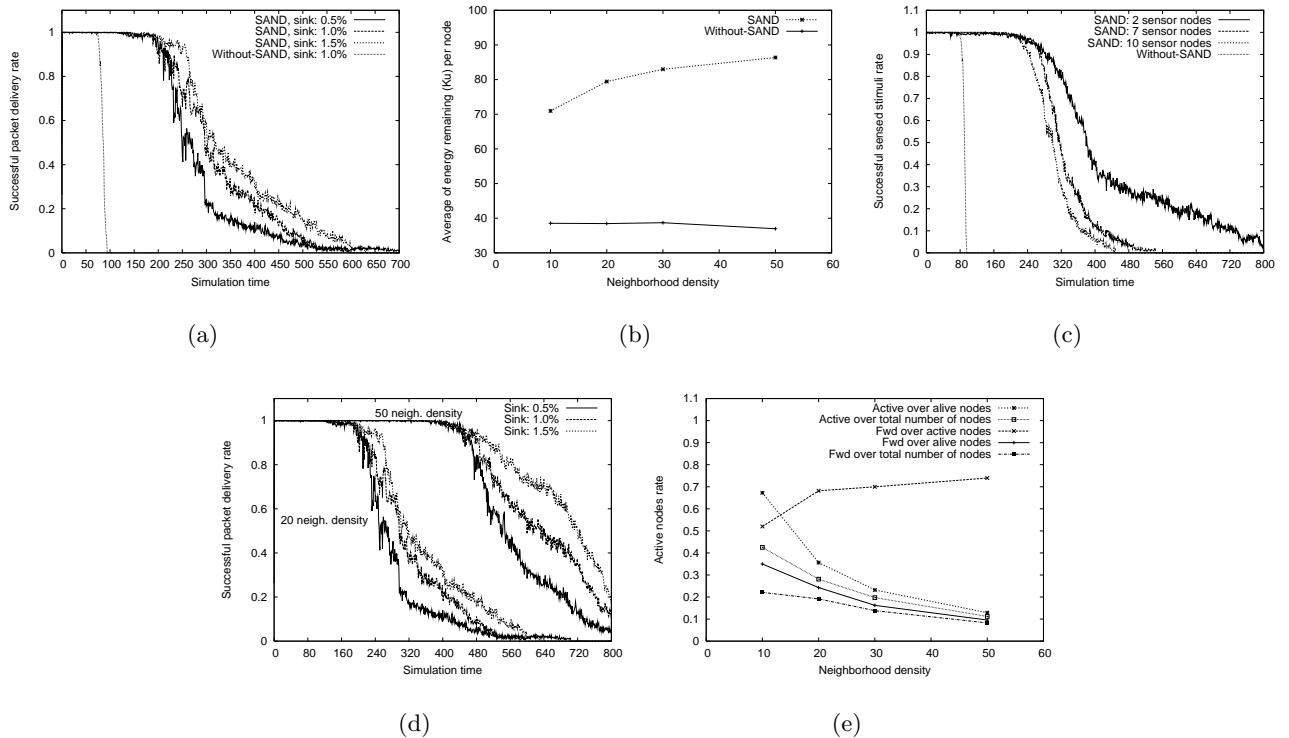 Successful packet delivery rate
1
0.8
0.6
0.4
0.2
0
0 50 100 150 200 250 300 350 400 450 500 550 600 650 700
Simulation time
SAND, sink: 0.5%
SAND, sink: 1.0%
SAND, sink: 1.5%
Without-SAND, sink: 1.0%
(a)
Average of energy remaining (Ku) per node
100
90
80
70
60
50
40
30
0 10 20 30 40 50 60
Neighborhood density
SAND
Without-SAND
(b)
Successful sensed stimuli rate
1.1
1
0.9
0.8
0.7
0.6
0.5
0.4
0.3
0.2
0.1
0
0 80 160 240 320 400 480 560 640 720 800
Simulation time
SAND: 2 sensor nodes
SAND: 7 sensor nodes
SAND: 10 sensor nodes
Without-SAND
(c)
Successful packet delivery rate
1
0.8
0.6
0.4
0.2
0
0 80 160 240 320 400 480 560 640 720 800
Simulation time
50 neigh. density
20 neigh. density
Sink: 0.5%
Sink: 1.0%
Sink: 1.5%
(d)
Active nodes rate
1.1
1
0.9
0.8
0.7
0.6
0.5
0.4
0.3
0.2
0.1
0
0 10 20 30 40 50 60
Neighborhood density
Active over alive nodes
Active over total number of nodes
Fwd over active nodes
Fwd over alive nodes
Fwd over total number of nodes
(e)